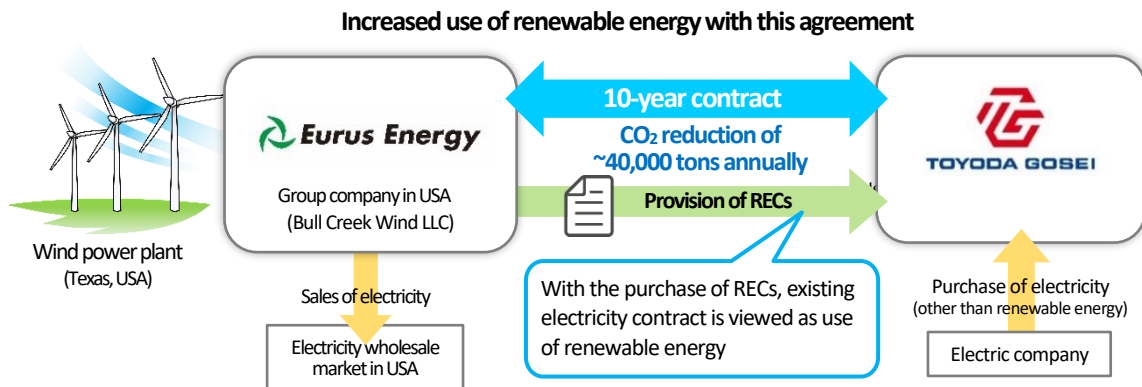 Increased use of renewable energy with this agreement
10-year contract
CO₂ reduction of
~40,000 tons annually
Provision of RECs
Eurus Energy
Group company in USA
(Bull Creek Wind LLC)
TG
TOYODA GOSEI
Wind power plant
(Texas, USA)
Sales of electricity
Electricity wholesale
market in USA
With the purchase of RECs, existing
electricity contract is viewed as use
of renewable energy
Purchase of electricity
(other than renewable energy)
Electric company